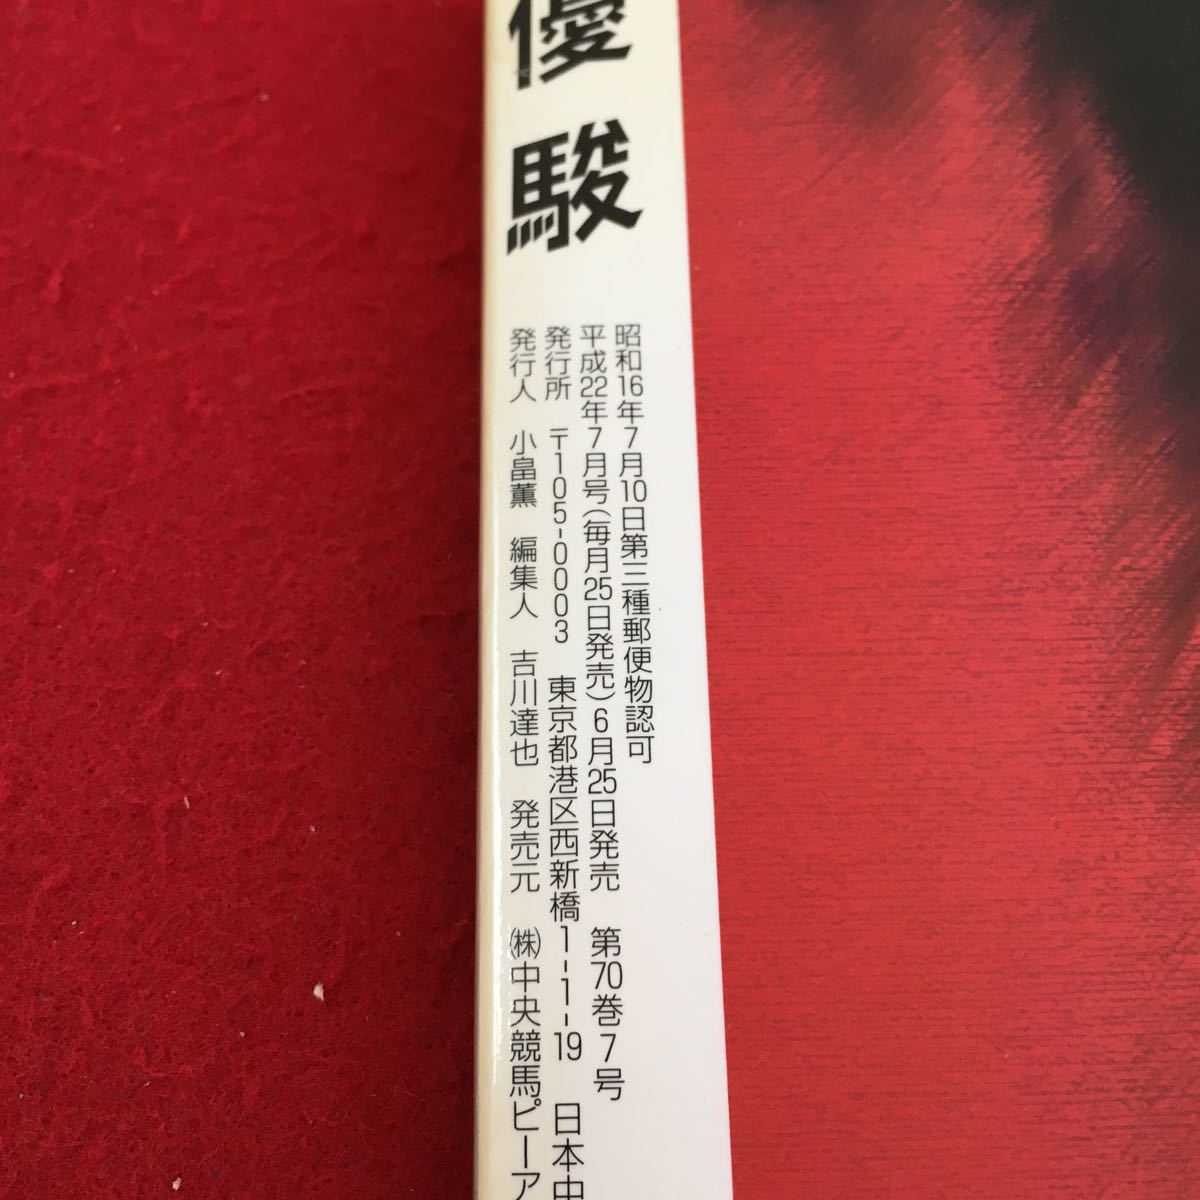 優駿
昭和16年7月10日第三種郵便物認可
平成22年7月号(毎月25日発売)6月25日発売 第70巻7号
発行所 〒105-0003 東京都港区西新橋1-1-19 日本中
発行人 小畠薫 編集人 吉川達也 発売元 ㈱中央競馬ピーア